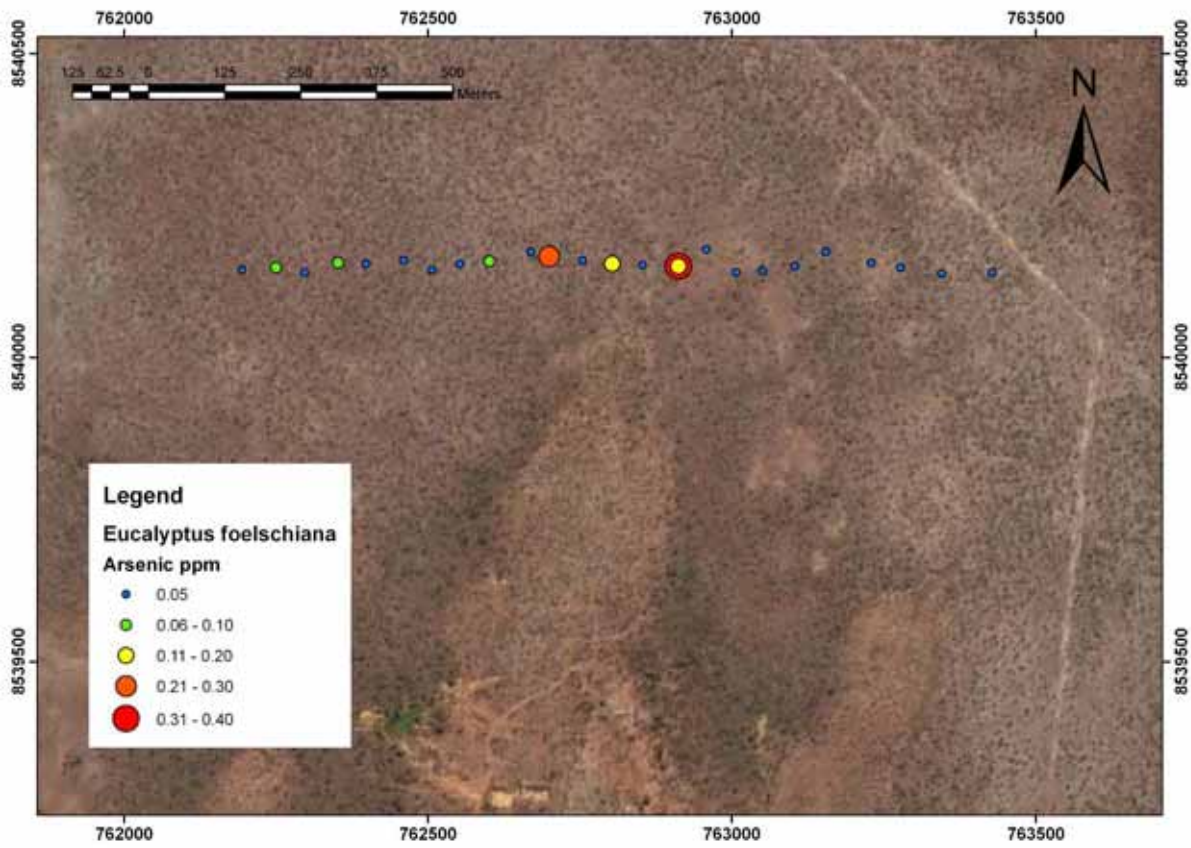 762000 762500 763000 763500
8540500 8540500
125 62.5 0 125 250 375 500
Meters
N
8540000 8540000
8539500 8539500
Legend
Eucalyptus foelschiana
Arsenic ppm
0.05
0.06 - 0.10
0.11 - 0.20
0.21 - 0.30
0.31 - 0.40
762000 762500 763000 763500